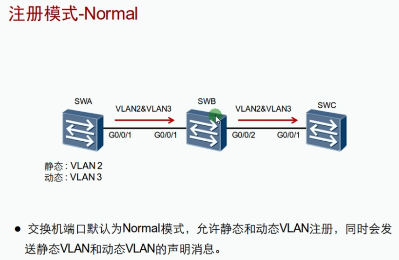 注册模式-Normal
SWA
VLAN2&VLAN3
SWB
VLAN2&VLAN3
SWC
G0/0/1
G0/0/1
G0/0/2
G0/0/1
静态：VLAN 2
动态：VLAN 3
● 交换机端口默认为Normal模式，允许静态和动态VLAN注册，同时会发
送静态VLAN和动态VLAN的声明消息。